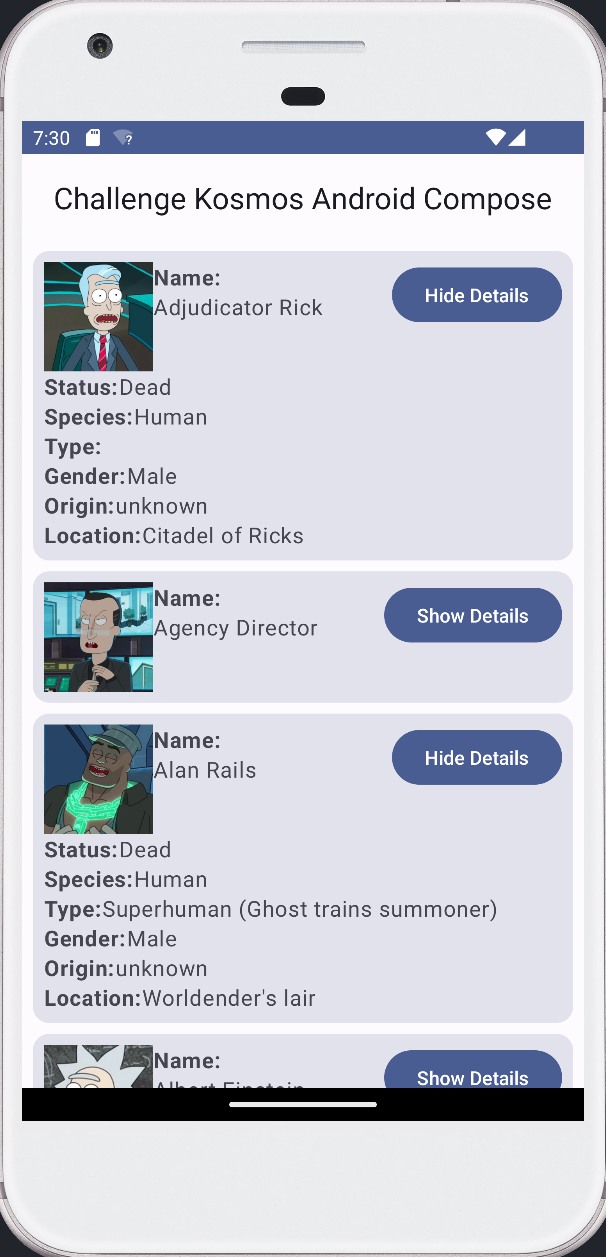 7:30
Challenge Kosmos Android Compose
Name:
Adjudicator Rick
Hide Details
Status:Dead
Species:Human
Type:
Gender:Male
Origin:unknown
Location:Citadel of Ricks
Name:
Agency Director
Show Details
Name:
Alan Rails
Hide Details
Status:Dead
Species:Human
Type:Superhuman (Ghost trains summoner)
Gender:Male
Origin:unknown
Location:Worldender's lair
Name:
Albert Einstein
Show Details